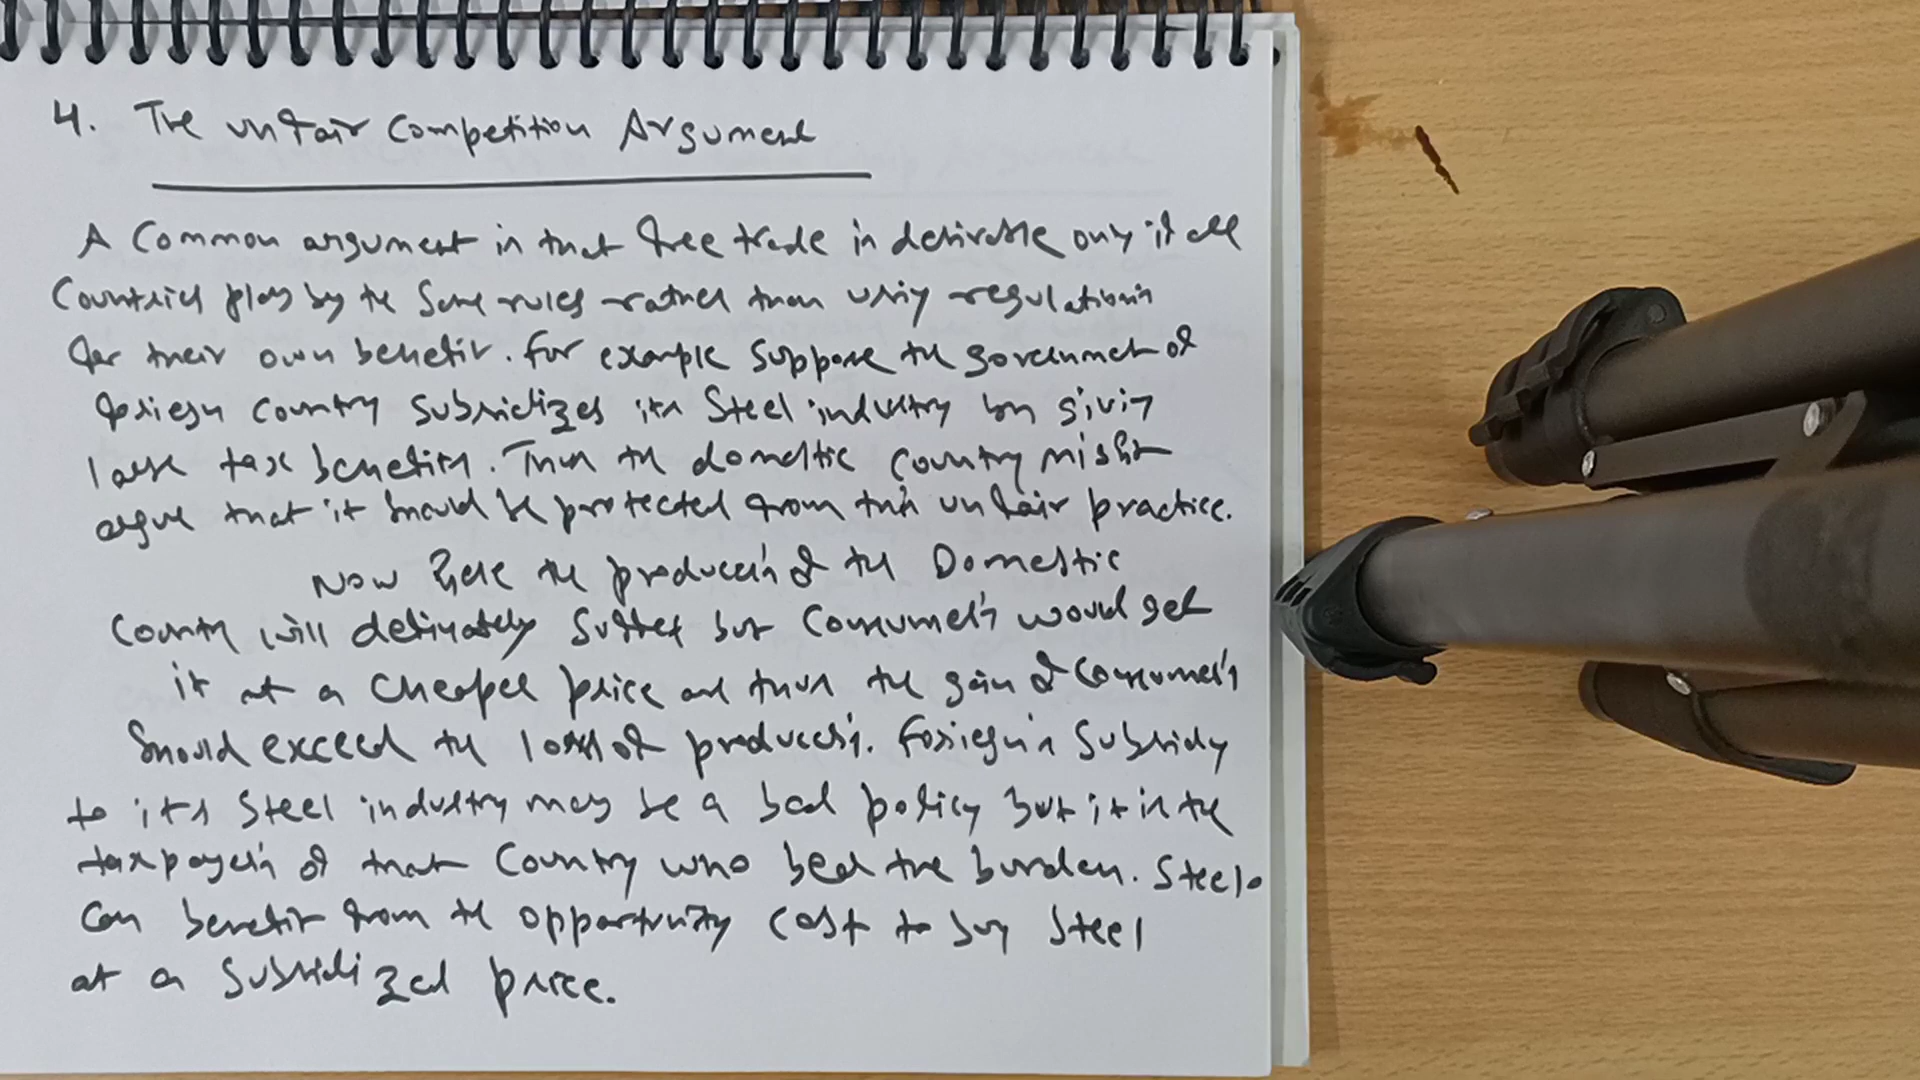 4. The unfair Competition Argument
A Common argument is that free trade is desirable only if all
Countries play by the Same rules rather than using regulations
for their own benefit. for example suppose the government of
foriegn country subsidizes its Steel industry by giving
large tax benefits. Then the domestic country might
argue that it should be protected from this unfair practice.
Now here the producer's of the Domestic
Country will definately suffer but Consumer's would get
it at a cheaper price and thus the gain of Consumer's
should exceed the loss of producer's. Foriegn's Subsidy
to its Steel industry may be a bad policy but it is the
taxpayer's of that Country who bear the burden. Steelo
can benefit from the opportunity cost to buy Steel
at a Subsidized price.